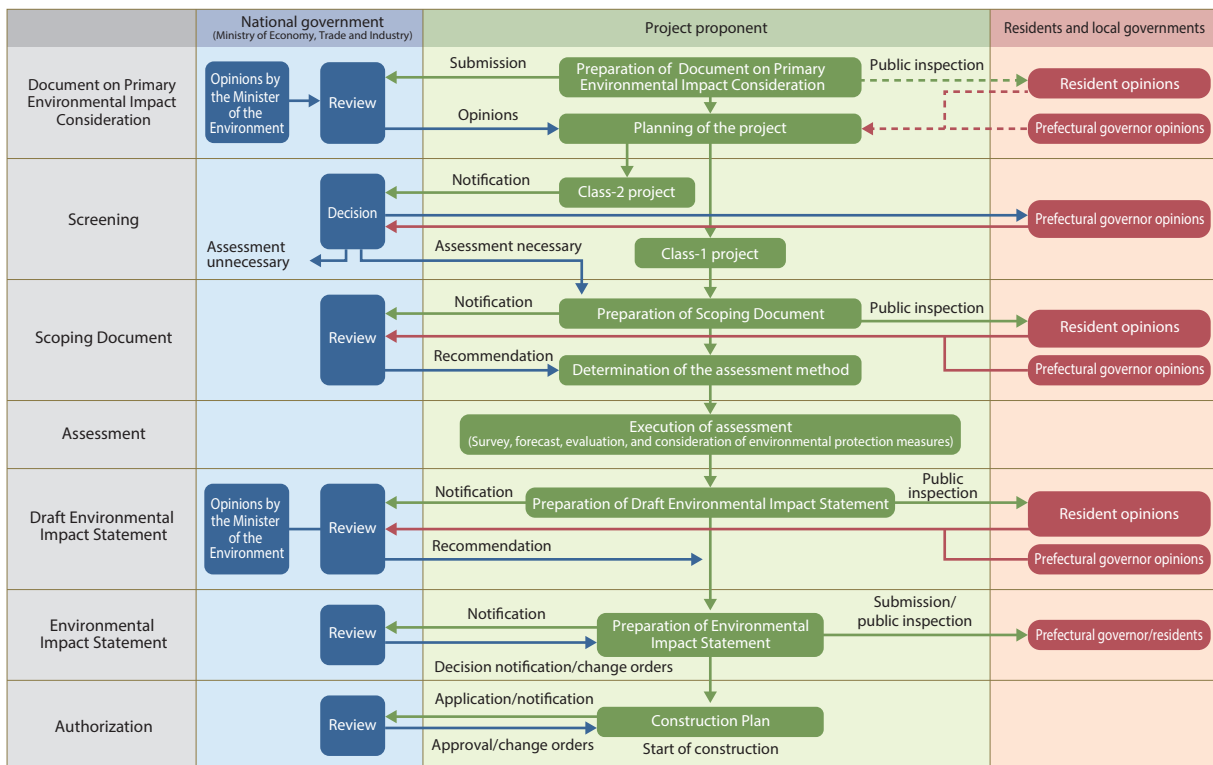 National government
(Ministry of Economy, Trade and Industry)
Project proponent
Residents and local governments
Document on Primary
Environmental Impact
Consideration
Opinions by
the Minister
of the
Environment
Review
Submission
Opinions
Preparation of Document on Primary
Environmental Impact Consideration
Planning of the project
Public inspection
Resident opinions
Prefectural governor opinions
Screening
Decision
Notification
Class-2 project
Prefectural governor opinions
Assessment
unnecessary
Assessment necessary
Class-1 project
Scoping Document
Review
Notification
Preparation of Scoping Document
Public inspection
Resident opinions
Recommendation
Determination of the assessment method
Prefectural governor opinions
Assessment
Execution of assessment
(Survey, forecast, evaluation, and consideration of environmental protection measures)
Draft Environmental
Impact Statement
Opinions by
the Minister
of the
Environment
Review
Notification
Preparation of Draft Environmental Impact Statement
Public
inspection
Resident opinions
Recommendation
Prefectural governor opinions
Environmental
Impact Statement
Review
Notification
Preparation of Environmental
Impact Statement
Submission/
public inspection
Prefectural governor/residents
Decision notification/change orders
Authorization
Review
Application/notification
Construction Plan
Approval/change orders
Start of construction